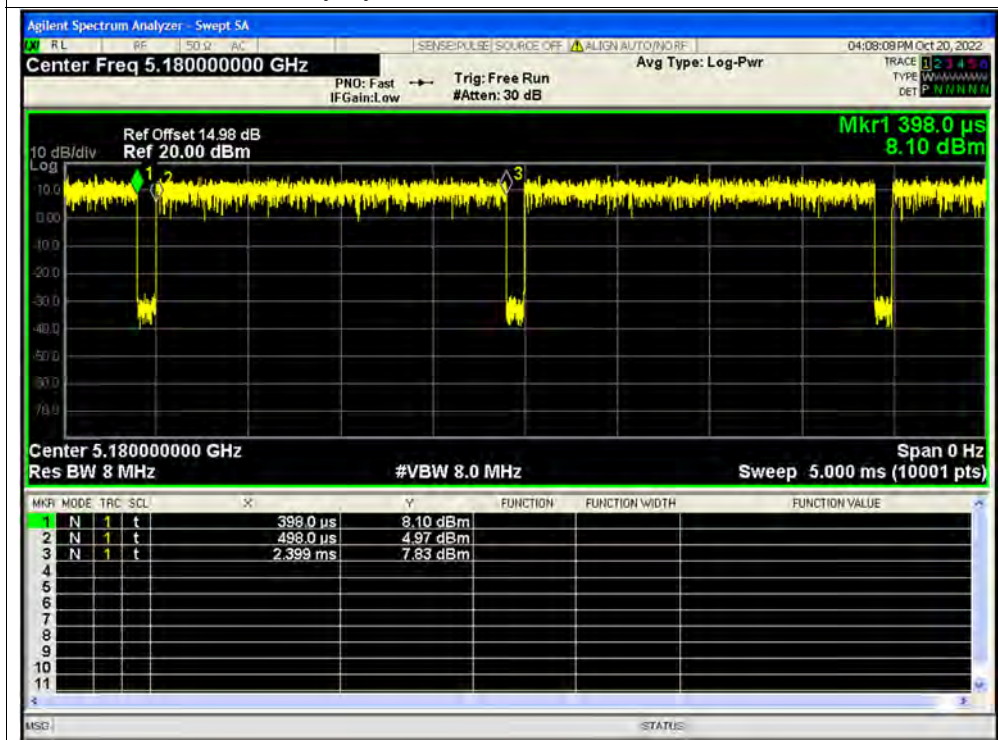 Agilent Spectrum Analyzer - Swept SA
RL RF 50 Ω AC SENSE:PULSE SOURCE OFF ALIGN AUTO/NO RF 04:08:08 PM Oct 20, 2022
Center Freq 5.180000000 GHz
PNO: Fast
IFGain:Low
Trig: Free Run
#Atten: 30 dB
Avg Type: Log-Pwr
TRACE 1 2 3 4 5 6
TYPE W
DET P N N N N N
Mkr1 398.0 µs
8.10 dBm
Ref Offset 14.98 dB
10 dB/div Ref 20.00 dBm
Log
1 2 3
10.0
0.00
-10.0
-20.0
-30.0
-40.0
-50.0
Center 5.180000000 GHz Span 0 Hz
Res BW 8 MHz #VBW 8.0 MHz Sweep 5.000 ms (10001 pts)
MKR MODE TRC SCL X Y FUNCTION FUNCTION WIDTH FUNCTION VALUE
1 N 1 t 398.0 µs 8.10 dBm
2 N 1 t 498.0 µs 4.97 dBm
3 N 1 t 2.399 ms 7.83 dBm
4
5
6
7
8
9
10
11
MSG STATUS